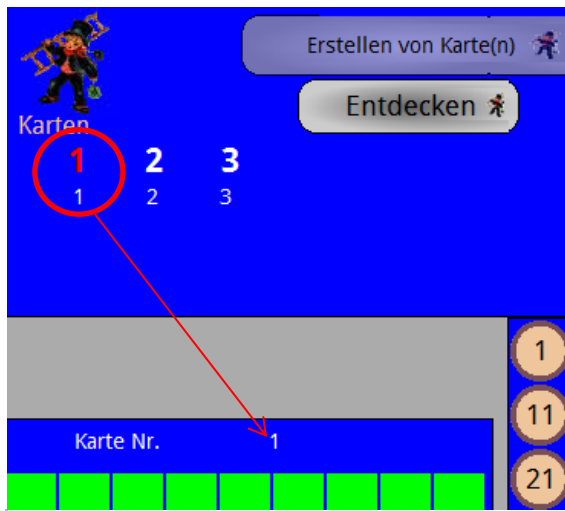 Erstellen von Karte(n)
Entdecken
Karten
1 2 3
1 2 3
1
Karte Nr. 1
11
21